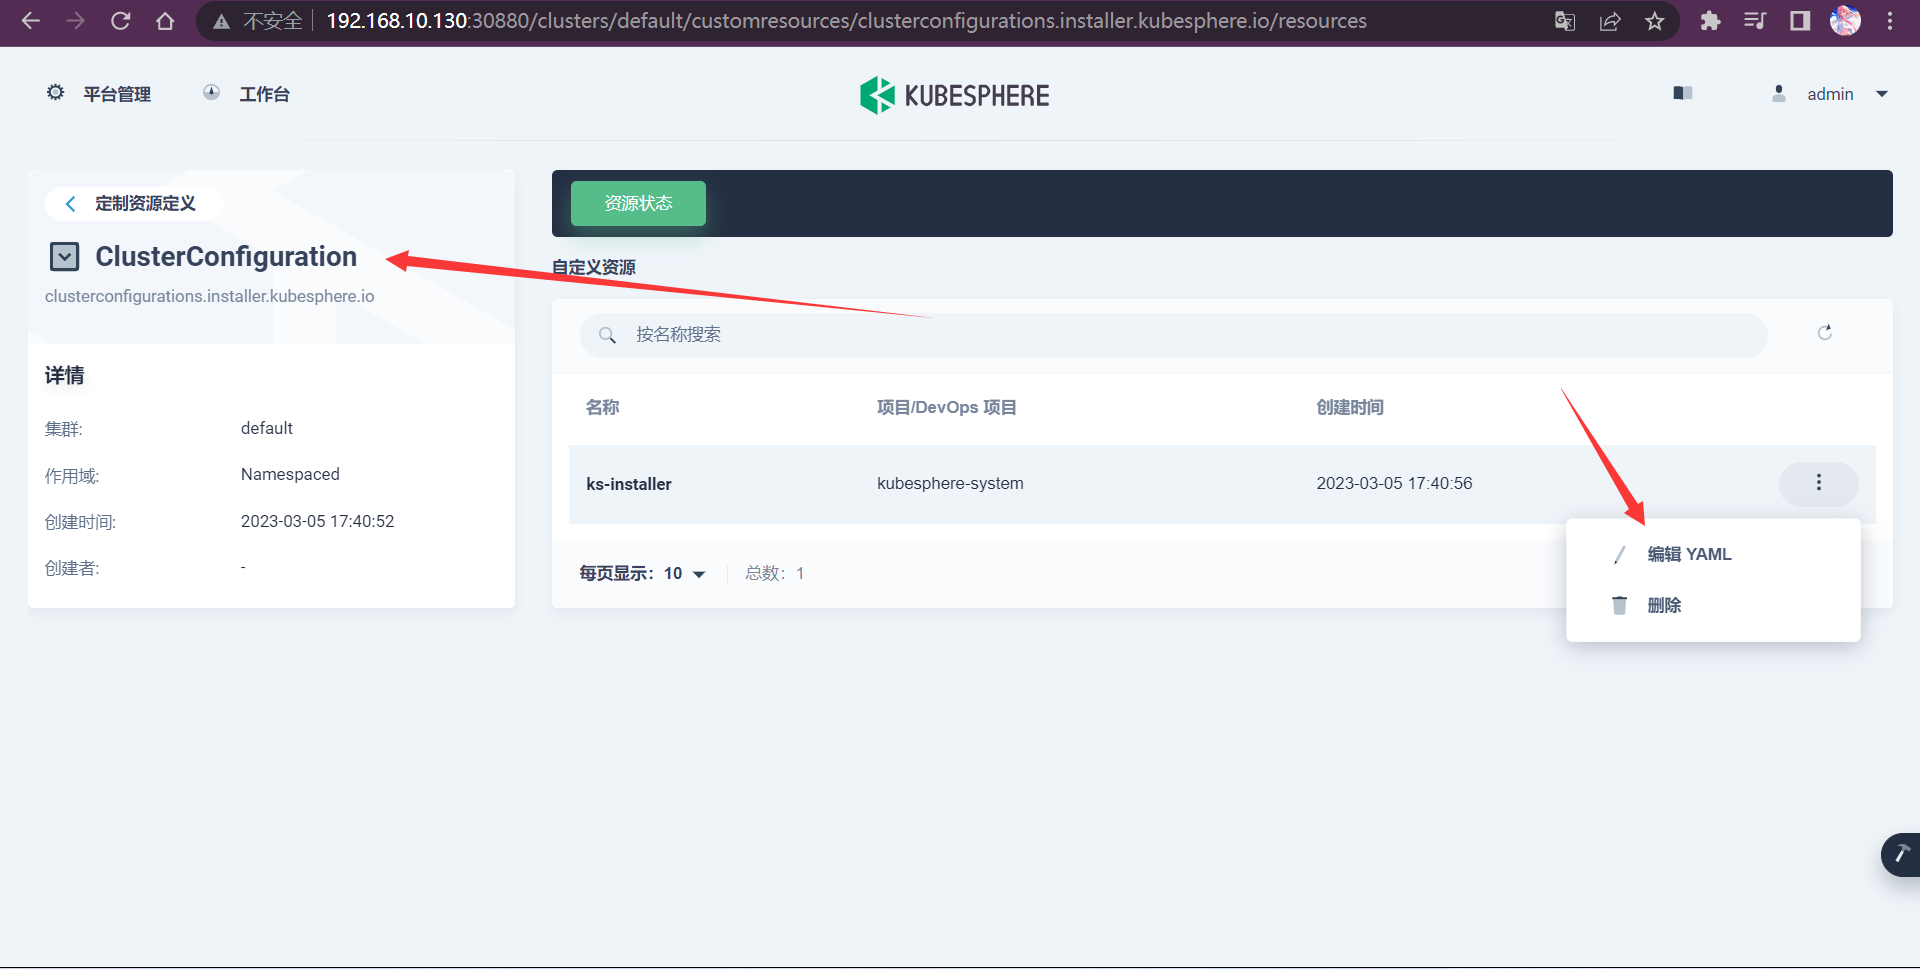 不安全 192.168.10.130:30880/clusters/default/customresources/clusterconfigurations.installer.kubesphere.io/resources
平台管理 工作台 KUBESPHERE admin
定制资源定义
ClusterConfiguration
clusterconfigurations.installer.kubesphere.io
详情
集群: default
作用域: Namespaced
创建时间: 2023-03-05 17:40:52
创建者: -
资源状态
自定义资源
按名称搜索
名称 项目/DevOps 项目 创建时间
ks-installer kubesphere-system 2023-03-05 17:40:56
编辑 YAML
删除
每页显示：10 总数：1